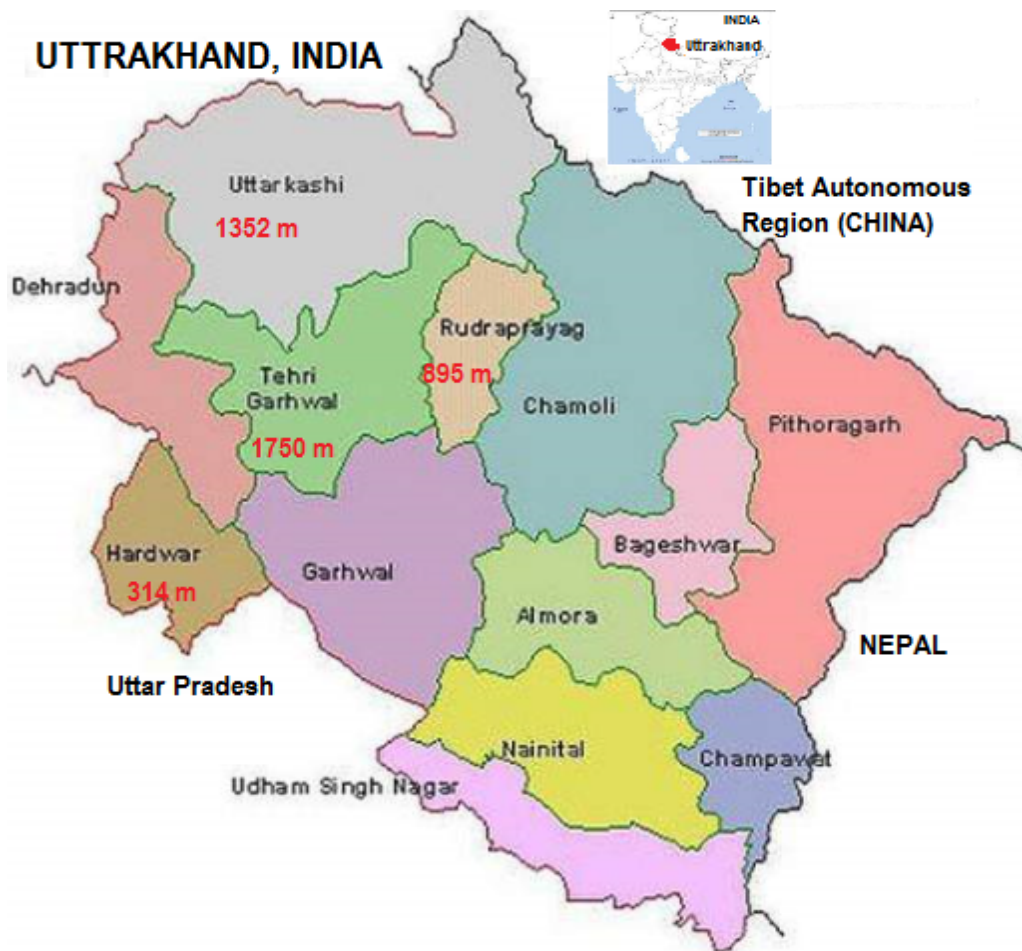 UTTRAKHAND, INDIA
INDIA
Uttrakhand
Tibet Autonomous
Region (CHINA)
Uttarkashi
1352 m
Dehradun
Rudraprayag
895 m
Tehri
Garhwal
1750 m
Chamoli
Pithoragarh
Hardwar
314 m
Garhwal
Bageshwar
Almora
NEPAL
Uttar Pradesh
Nainital
Champawat
Udham Singh Nagar